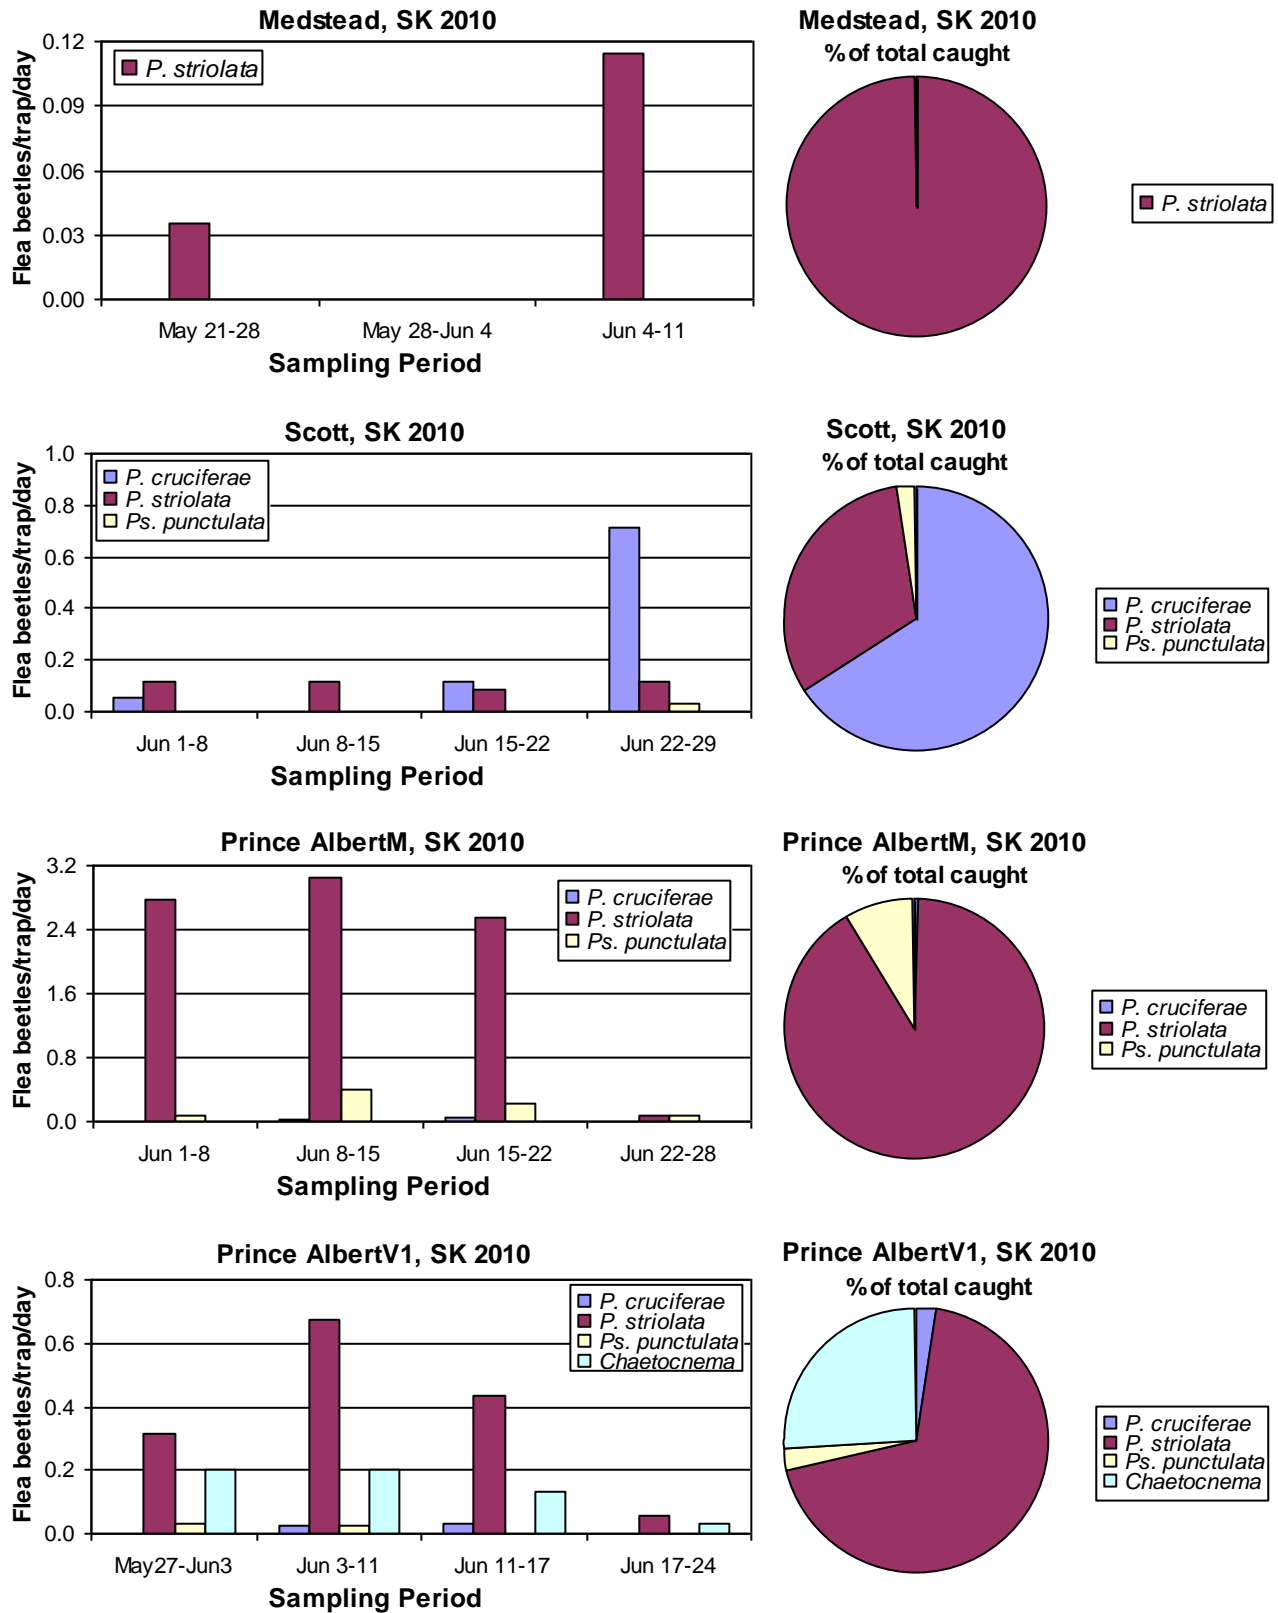 Medstead, SK 2010
Flea beetles/trap/day
0.12
0.09
0.06
0.03
0.00
P. striolata
May 21-28
May 28-Jun 4
Jun 4-11
Sampling Period
Medstead, SK 2010
% of total caught
P. striolata
Scott, SK 2010
Flea beetles/trap/day
1.0
0.8
0.6
0.4
0.2
0.0
P. cruciferae
P. striolata
Ps. punctulata
Jun 1-8
Jun 8-15
Jun 15-22
Jun 22-29
Sampling Period
Scott, SK 2010
% of total caught
P. cruciferae
P. striolata
Ps. punctulata
Prince AlbertM, SK 2010
Flea beetles/trap/day
3.2
2.4
1.6
0.8
0.0
P. cruciferae
P. striolata
Ps. punctulata
Jun 1-8
Jun 8-15
Jun 15-22
Jun 22-28
Sampling Period
Prince AlbertM, SK 2010
% of total caught
P. cruciferae
P. striolata
Ps. punctulata
Prince AlbertV1, SK 2010
Flea beetles/trap/day
0.8
0.6
0.4
0.2
0.0
P. cruciferae
P. striolata
Ps. punctulata
Chaetocnema
May27-Jun3
Jun 3-11
Jun 11-17
Jun 17-24
Sampling Period
Prince AlbertV1, SK 2010
% of total caught
P. cruciferae
P. striolata
Ps. punctulata
Chaetocnema